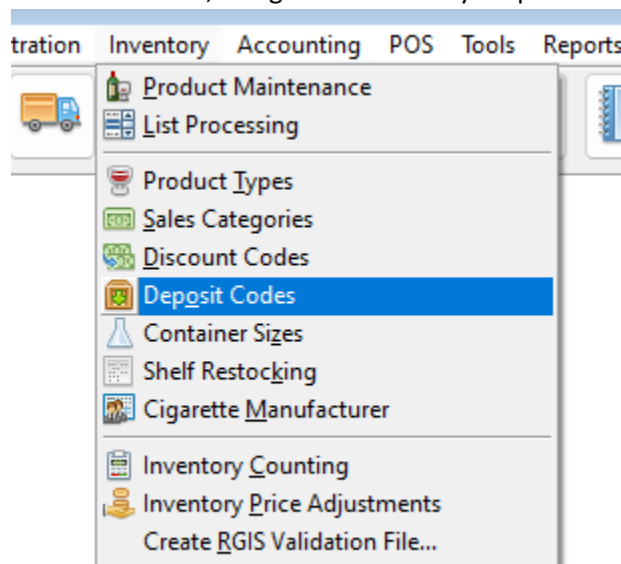 tration Inventory Accounting POS Tools Reports
Product Maintenance
List Processing
Product Types
Sales Categories
Discount Codes
Deposit Codes
Container Sizes
Shelf Restocking
Cigarette Manufacturer
Inventory Counting
Inventory Price Adjustments
Create RGIS Validation File...